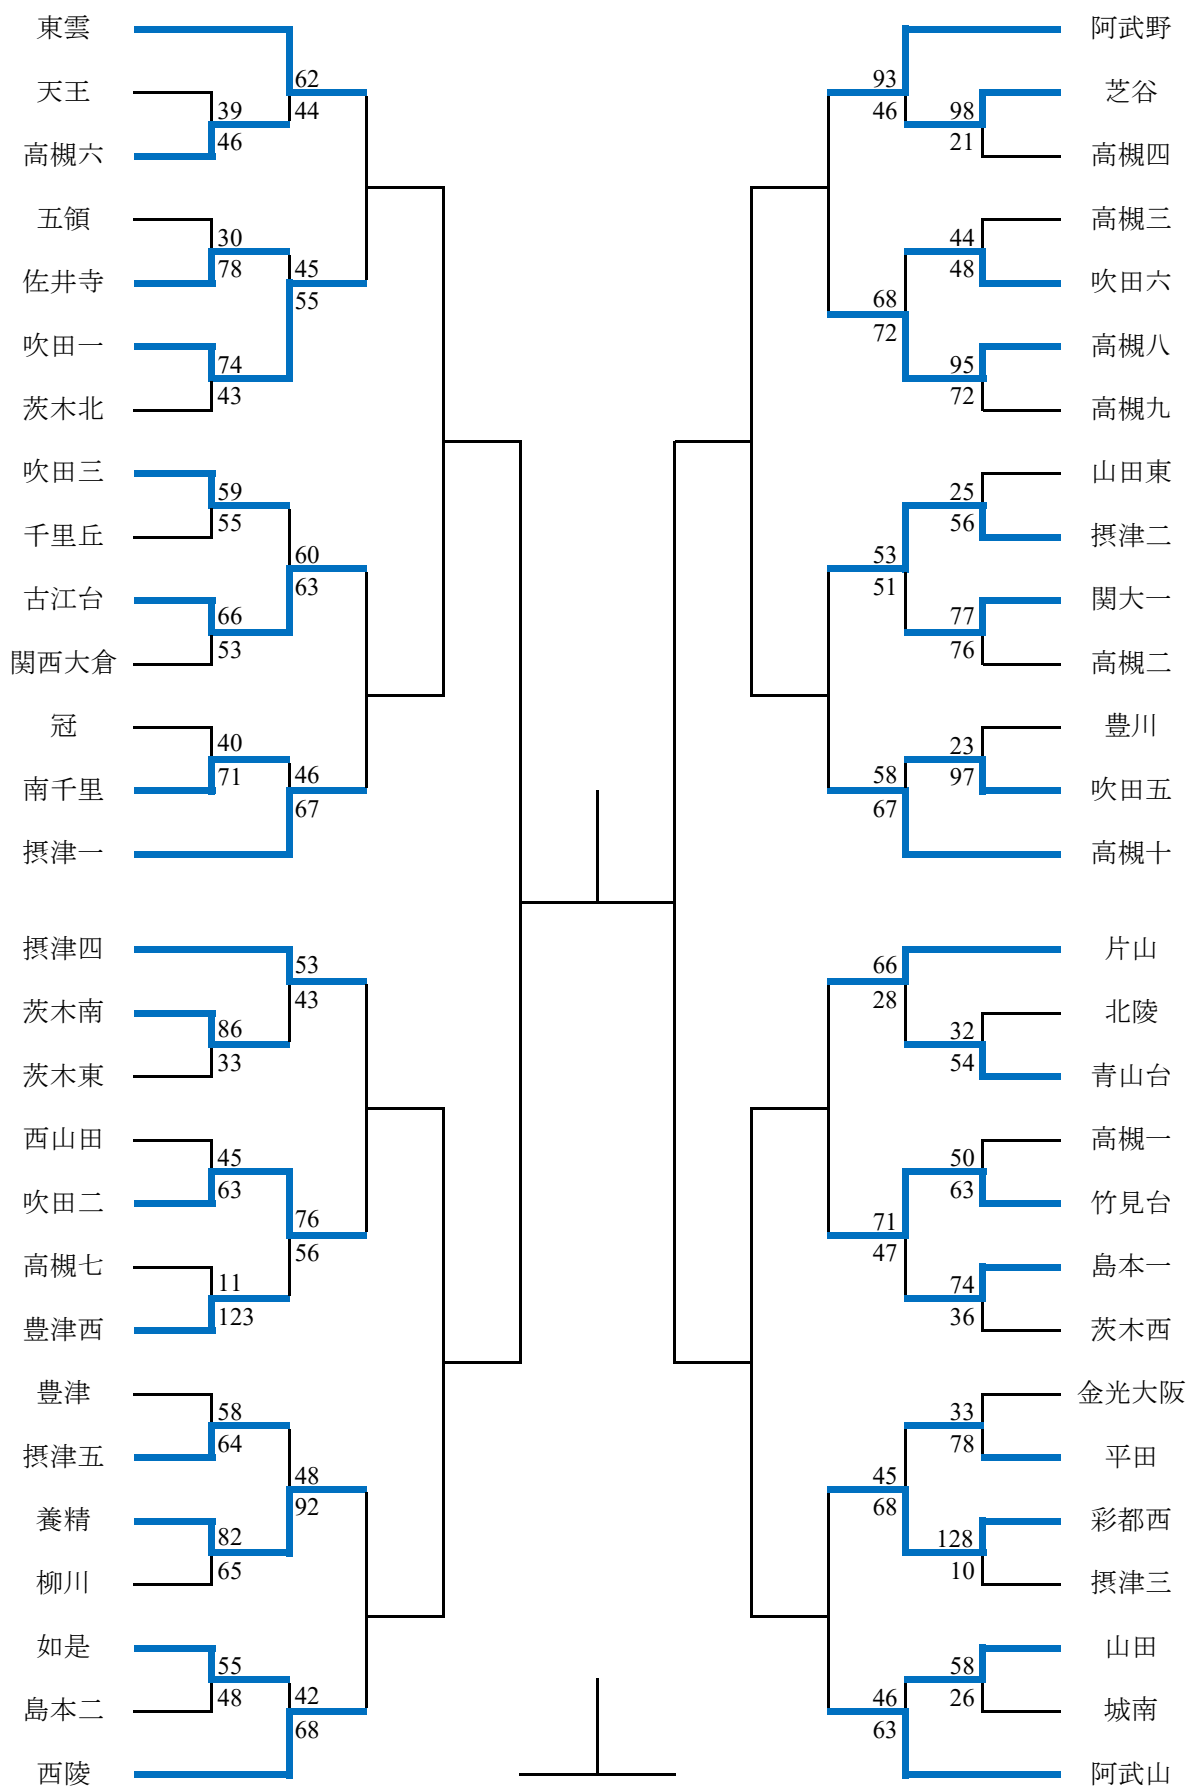 東雲
62
天王
39
44
高槻六
46
五領
30
佐井寺
78
45
55
吹田一
74
茨木北
43
吹田三
59
千里丘
55
60
古江台
66
63
関西大倉
53
冠
40
南千里
71
46
67
摂津一
摂津四
53
茨木南
86
43
茨木東
33
西山田
45
吹田二
63
76
高槻七
11
56
豊津西
123
豊津
58
摂津五
64
48
養精
82
92
柳川
65
如是
55
島本二
48
42
西陵
68
阿武野
93
芝谷
98
46
高槻四
21
高槻三
44
吹田六
48
68
高槻八
95
72
高槻九
72
山田東
25
摂津二
56
53
関大一
77
51
高槻二
76
豊川
23
吹田五
97
58
高槻十
67
片山
66
北陵
32
28
青山台
54
高槻一
50
竹見台
63
71
島本一
74
47
茨木西
36
金光大阪
33
平田
78
45
彩都西
128
68
摂津三
10
山田
58
城南
26
46
阿武山
63